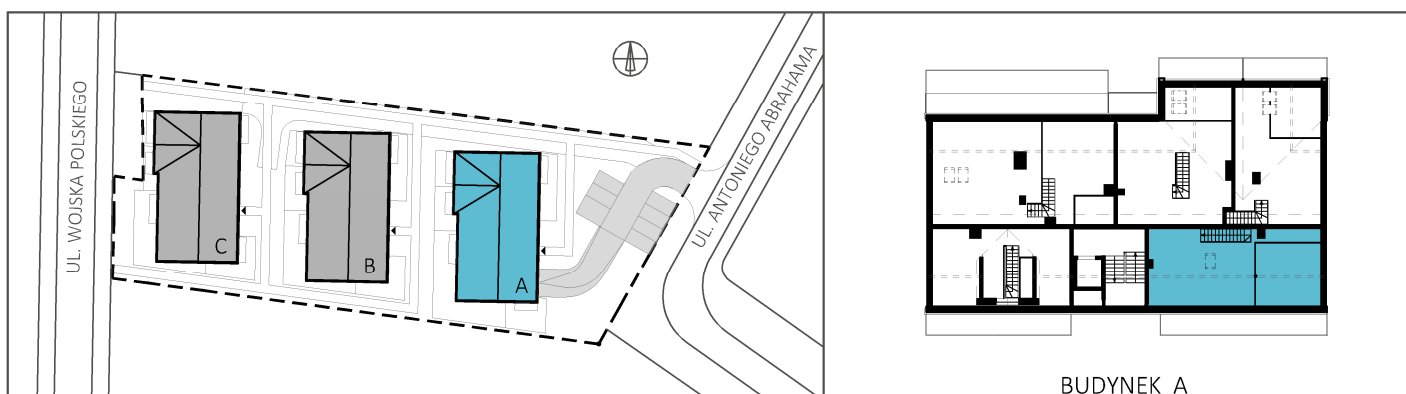 UL. WOJSKA POLSKIEGO
C
B
A
UL. ANTONIEGO ABRAHAMA
BUDYNEK A